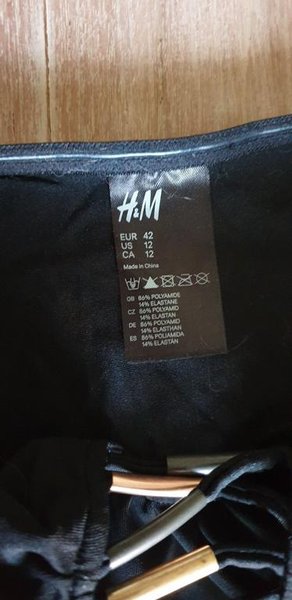 H&M
EUR 42
US 12
CA 12
Made in China
GB 86% POLYAMIDE
14% ELASTANE
CZ 86% POLYAMID
14% ELASTAN
DE 86% POLYAMID
14% ELASTHAN
ES 86% POLIAMIDA
14% ELASTÁN